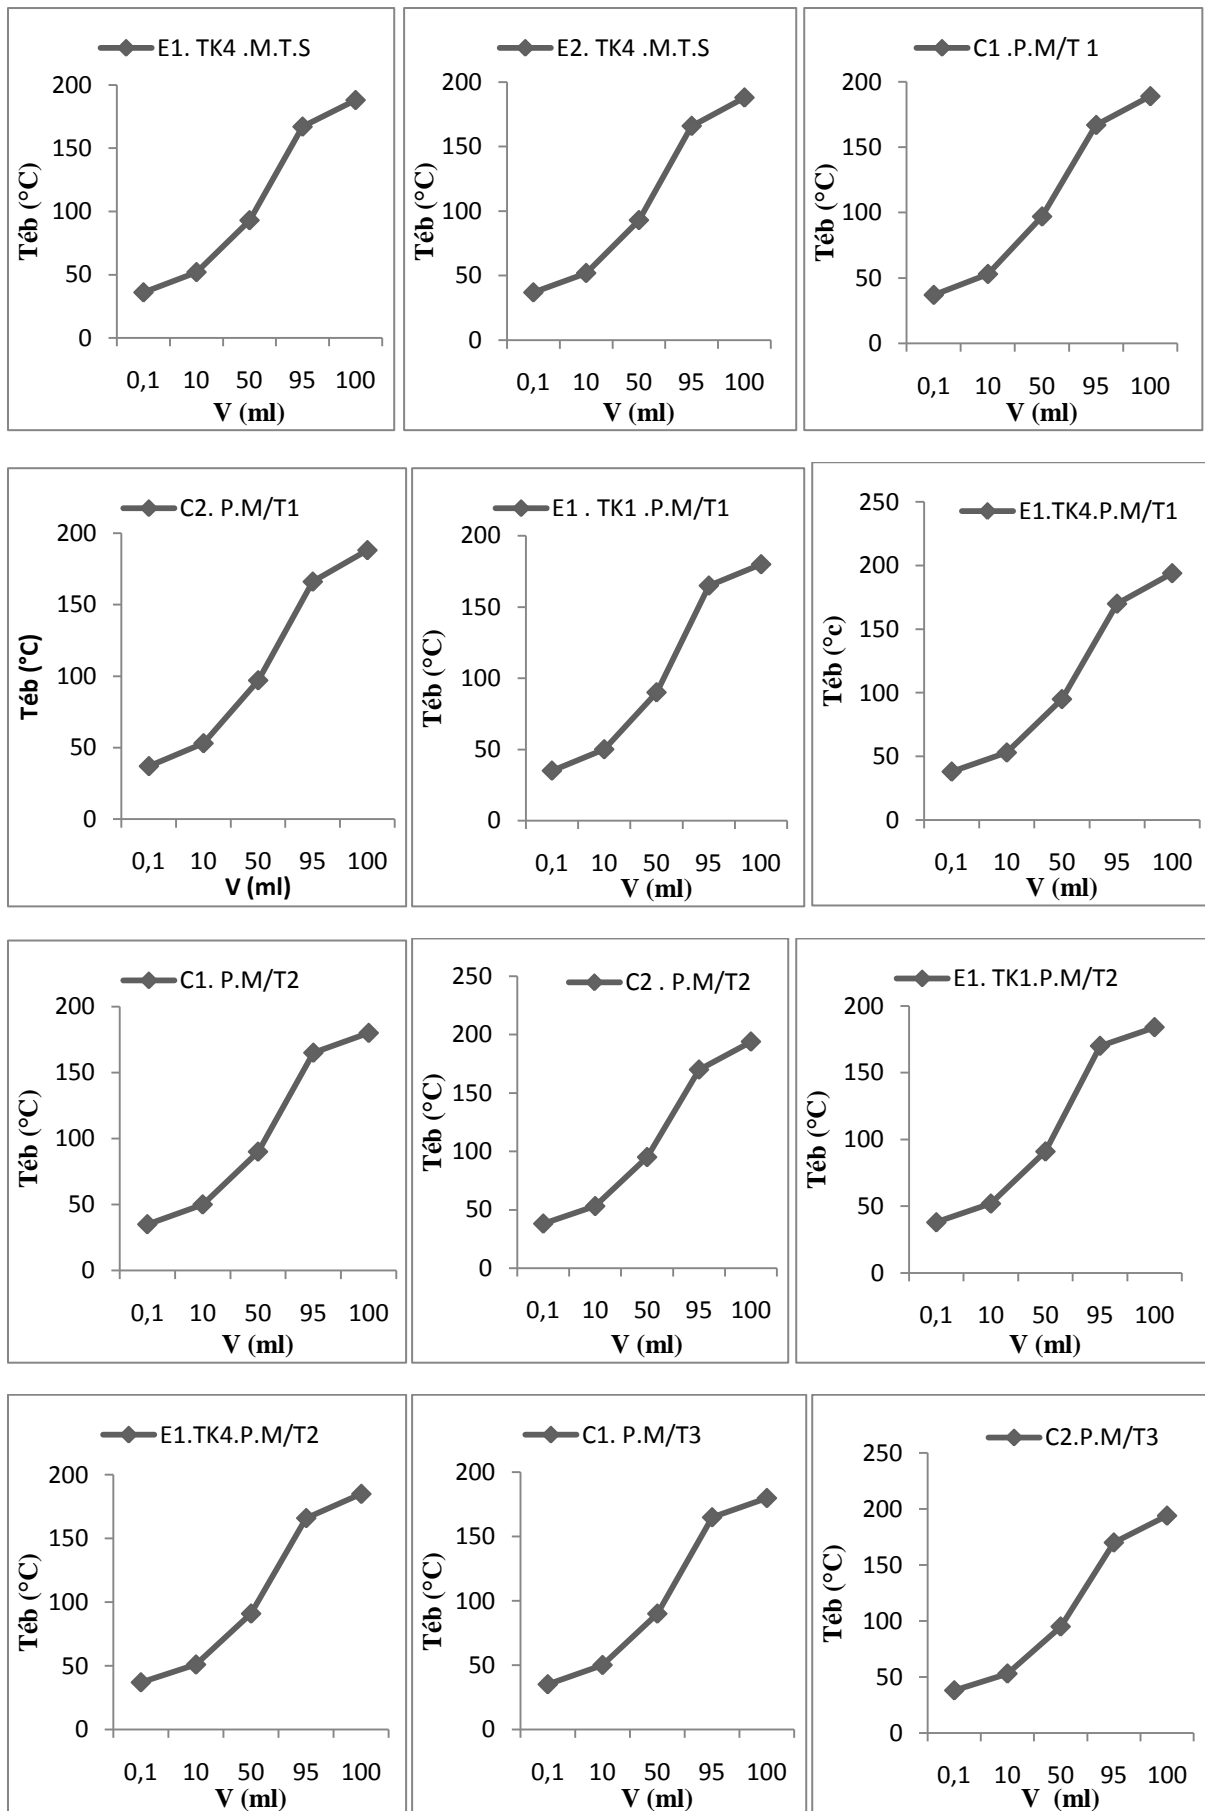 E1. TK4 .M.T.S
200
150
100
50
0
Téb (°C)
0,1 10 50 95 100
V (ml)
E2. TK4 .M.T.S
200
150
100
50
0
Téb (°C)
0,1 10 50 95 100
V (ml)
C1 .P.M/T 1
200
150
100
50
0
Téb (°C)
0,1 10 50 95 100
V (ml)
C2. P.M/T1
200
150
100
50
0
Téb (°C)
0,1 10 50 95 100
V (ml)
E1 . TK1 .P.M/T1
200
150
100
50
0
Téb (°C)
0,1 10 50 95 100
V (ml)
E1.TK4.P.M/T1
250
200
150
100
50
0
Téb (°c)
0,1 10 50 95 100
V (ml)
C1. P.M/T2
200
150
100
50
0
Téb (°C)
0,1 10 50 95 100
V (ml)
C2 . P.M/T2
250
200
150
100
50
0
Téb (°C)
0,1 10 50 95 100
V (ml)
E1. TK1.P.M/T2
200
150
100
50
0
Téb (°C)
0,1 10 50 95 100
V (ml)
E1.TK4.P.M/T2
200
150
100
50
0
Téb (°C)
0,1 10 50 95 100
V (ml)
C1. P.M/T3
200
150
100
50
0
Téb (°C)
0,1 10 50 95 100
V (ml)
C2.P.M/T3
250
200
150
100
50
0
Téb (°C)
0,1 10 50 95 100
V (ml)